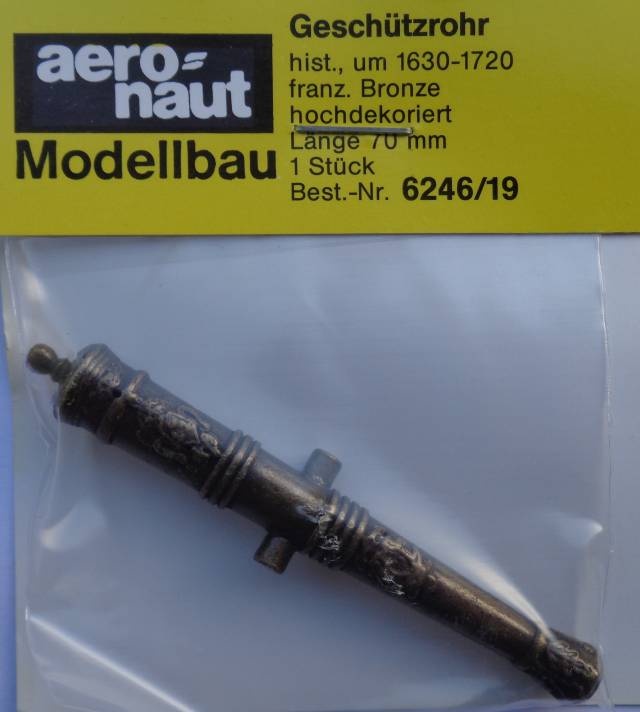 aero=
naut
Modellbau
Geschützrohr
hist., um 1630-1720
franz. Bronze
hochdekoriert
Länge 70 mm
1 Stück
Best.-Nr. 6246/19